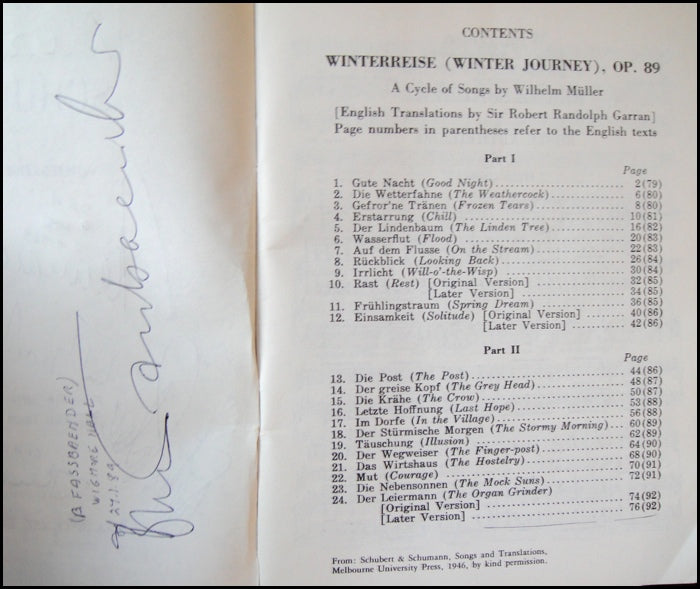 (B FASSBAENDER)
WIGMORE HALL
CONTENTS
WINTERREISE (WINTER JOURNEY), OP. 89
A Cycle of Songs by Wilhelm Müller
[English Translations by Sir Robert Randolph Garran]
Page numbers in parentheses refer to the English texts
Part I
Page
1. Gute Nacht (Good Night) 2(79)
2. Die Wetterfahne (The Weathercock) 6(80)
3. Gefror'ne Tränen (Frozen Tears) 8(80)
4. Erstarrung (Chill) 10(81)
5. Der Lindenbaum (The Linden Tree) 16(82)
6. Wasserflut (Flood) 20(83)
7. Auf dem Flusse (On the Stream) 22(83)
8. Rückblick (Looking Back) 26(84)
9. Irrlicht (Will-o'-the-Wisp) 30(84)
10. Rast (Rest) [Original Version] 32(85)
[Later Version] 34(85)
11. Frühlingstraum (Spring Dream) 36(85)
12. Einsamkeit (Solitude) [Original Version] 40(86)
[Later Version] 42(86)
Part II
Page
13. Die Post (The Post) 44(86)
14. Der greise Kopf (The Grey Head) 48(87)
15. Die Krähe (The Crow) 50(87)
16. Letzte Hoffnung (Last Hope) 53(88)
17. Im Dorfe (In the Village) 56(88)
18. Der Stürmische Morgen (The Stormy Morning) 60(89)
19. Täuschung (Illusion) 62(89)
20. Der Wegweiser (The Finger-post) 64(90)
21. Das Wirtshaus (The Hostelry) 68(90)
22. Mut (Courage) 70(91)
23. Die Nebensonnen (The Mock Suns) 72(91)
24. Der Leiermann (The Organ Grinder)
[Original Version] 74(92)
[Later Version] 76(92)
From: Schubert & Schumann, Songs and Translations,
Melbourne University Press, 1946, by kind permission.